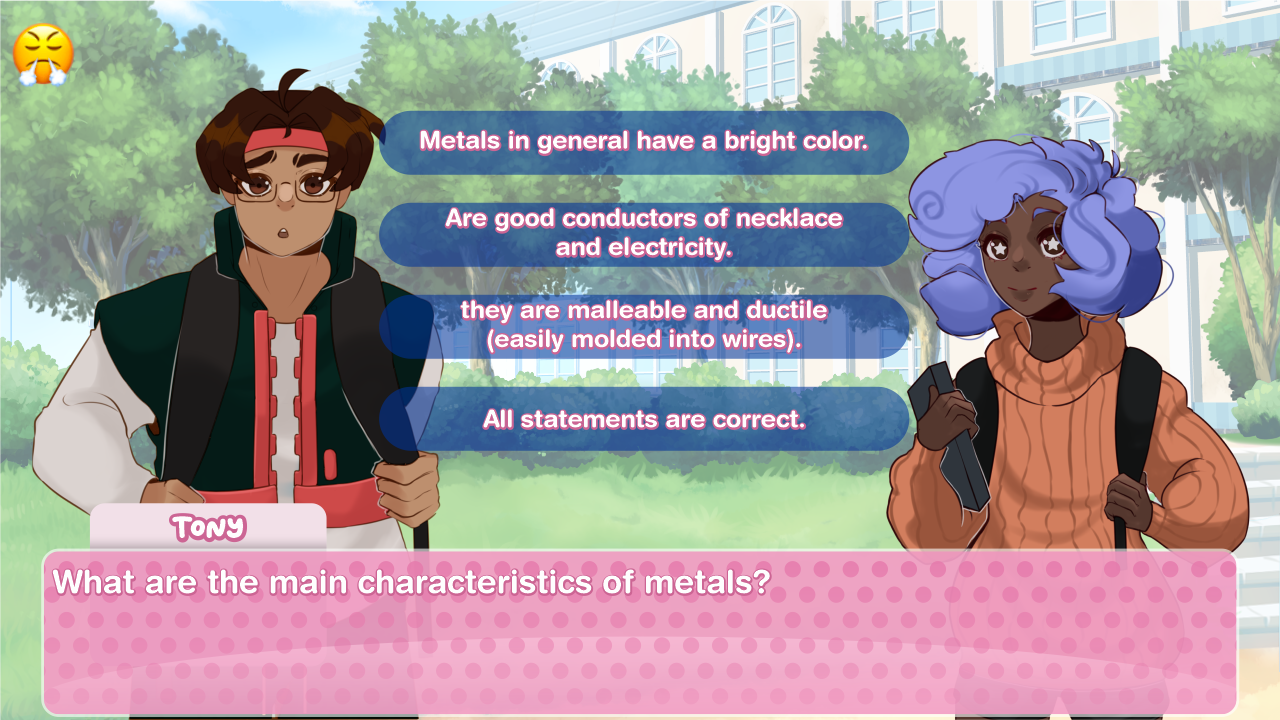 Metals in general have a bright color.
Are good conductors of necklace
and electricity.
they are malleable and ductile
(easily molded into wires).
All statements are correct.
TONY
What are the main characteristics of metals?